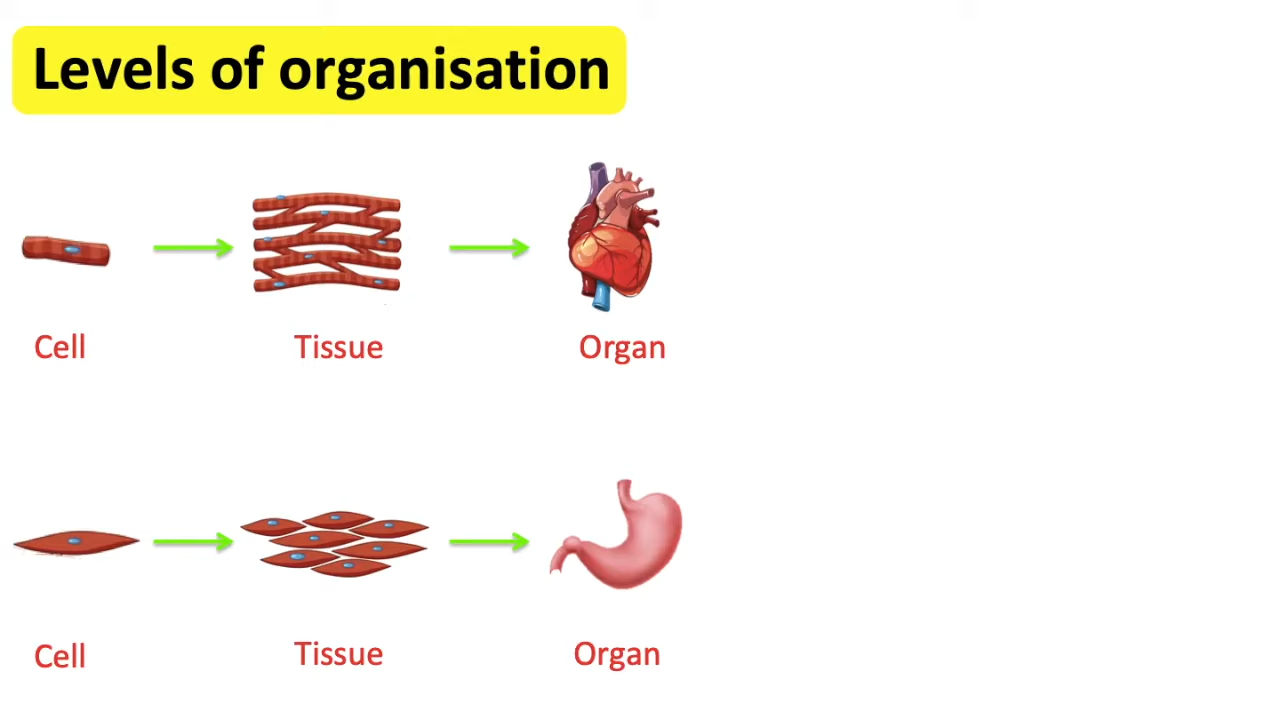 Levels of organisation
Cell
Tissue
Organ
Cell
Tissue
Organ